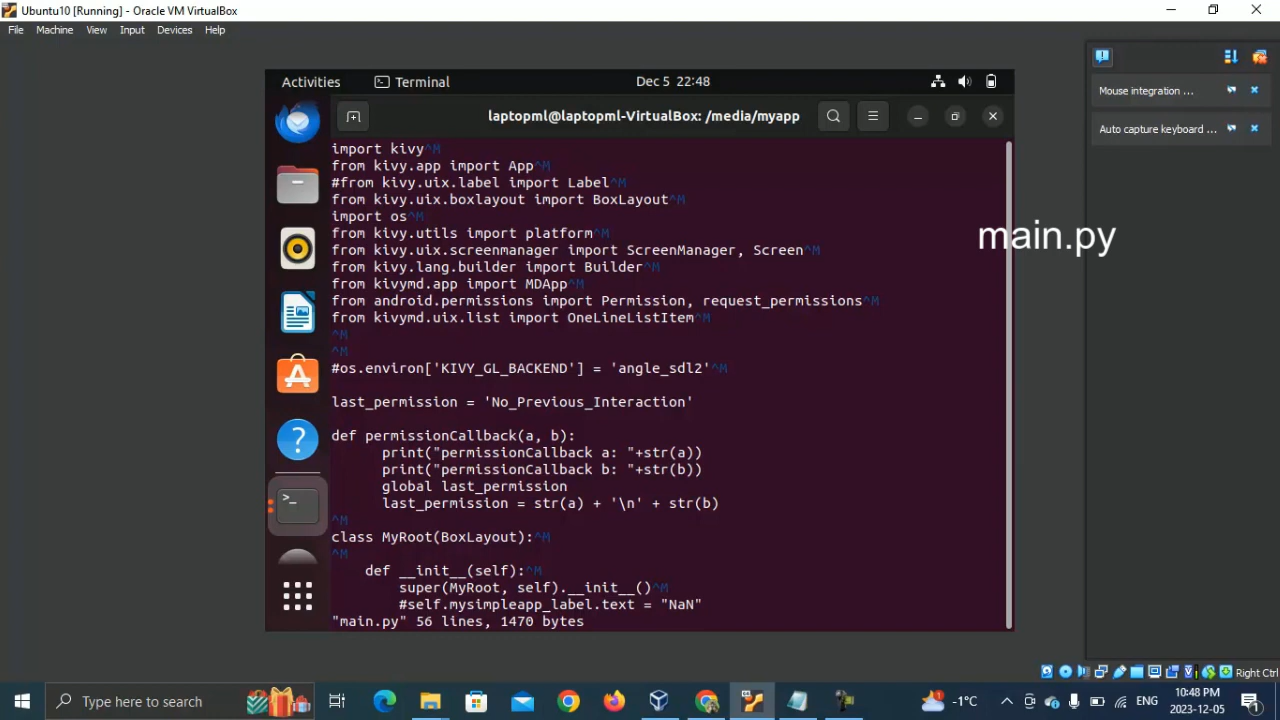 Ubuntu10 [Running] - Oracle VM VirtualBox
File Machine View Input Devices Help
Activities Terminal Dec 5 22:48
Mouse integration ...
Auto capture keyboard ...
laptopml@laptopml-VirtualBox: /media/myapp
import kivy^M
from kivy.app import App^M
#from kivy.uix.label import Label^M
from kivy.uix.boxlayout import BoxLayout^M
import os^M
from kivy.utils import platform^M
main.py
from kivy.uix.screenmanager import ScreenManager, Screen^M
from kivy.lang.builder import Builder^M
from kivymd.app import MDApp^M
from android.permissions import Permission, request_permissions^M
from kivymd.uix.list import OneLineListItem^M
^M
^M
#os.environ['KIVY_GL_BACKEND'] = 'angle_sdl2'^M
last_permission = 'No_Previous_Interaction'
def permissionCallback(a, b):
print("permissionCallback a: "+str(a))
print("permissionCallback b: "+str(b))
global last_permission
last_permission = str(a) + '\n' + str(b)
^M
class MyRoot(BoxLayout):^M
^M
def __init__(self):^M
super(MyRoot, self).__init__()^M
#self.mysimpleapp_label.text = "NaN"
"main.py" 56 lines, 1470 bytes
Right Ctrl
Type here to search
-1°C
ENG
10:48 PM
2023-12-05
1